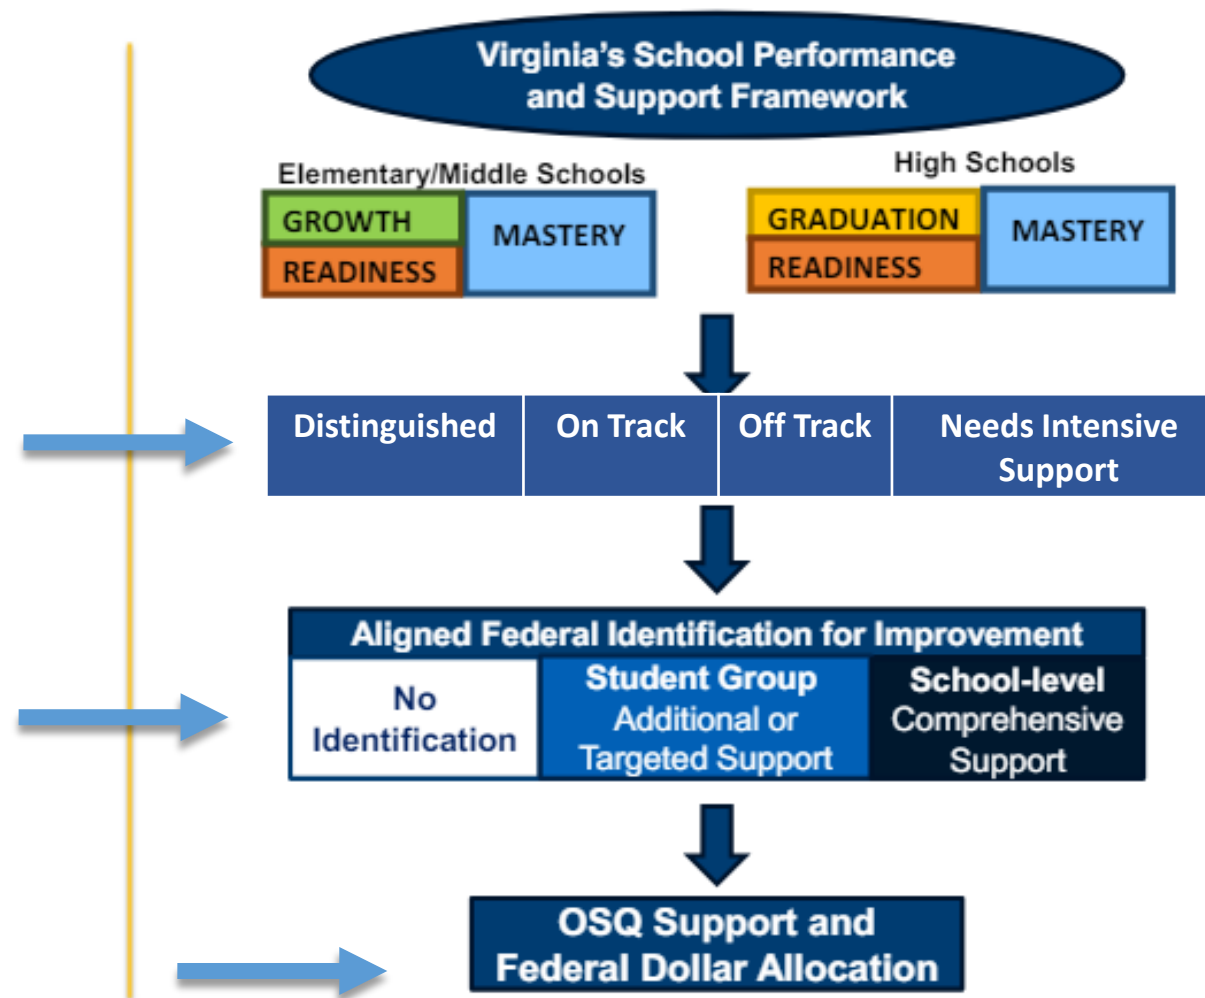 Virginia’s School Performance
and Support Framework
Elementary/Middle Schools
GROWTH
READINESS
MASTERY
High Schools
GRADUATION
READINESS
MASTERY
Distinguished
On Track
Off Track
Needs Intensive
Support
Aligned Federal Identification for Improvement
No
Identification
Student Group
Additional or
Targeted Support
School-level
Comprehensive
Support
OSQ Support and
Federal Dollar Allocation